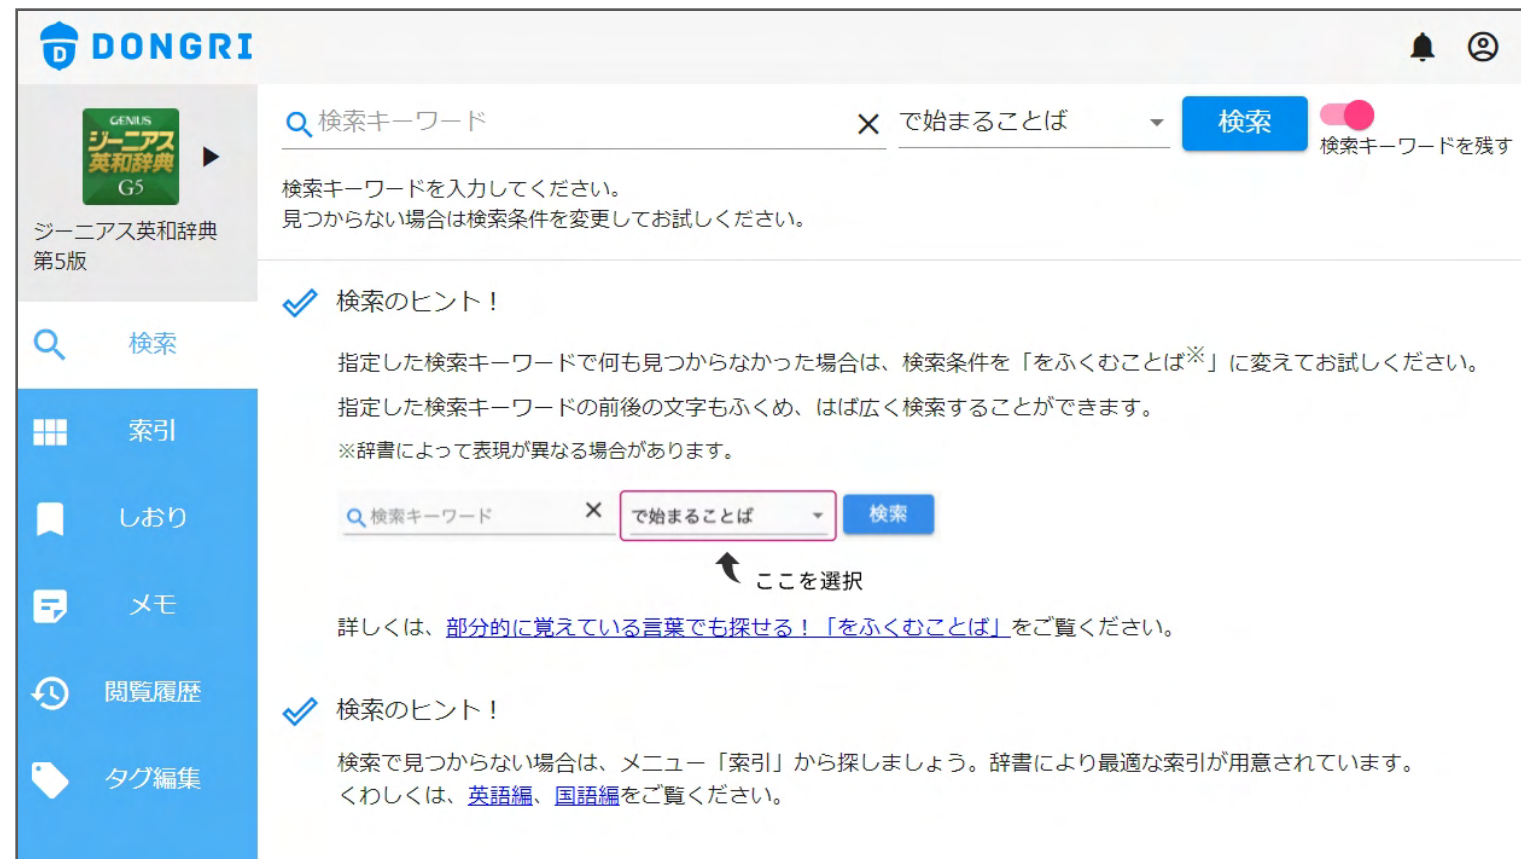 DONGRI
GENIUS
ジーニアス
英和辞典
G5
ジーニアス英和辞典
第5版
検索
索引
しおり
メモ
閲覧履歴
タグ編集
検索キーワード
で始まることば
検索
検索キーワードを残す
検索キーワードを入力してください。
見つからない場合は検索条件を変更してお試しください。
検索のヒント！
指定した検索キーワードで何も見つからなかった場合は、検索条件を「をふくむことば※」に変えてお試しください。
指定した検索キーワードの前後の文字もふくめ、はば広く検索することができます。
※辞書によって表現が異なる場合があります。
検索キーワード
で始まることば
検索
ここを選択
詳しくは、部分的に覚えている言葉でも探せる！「をふくむことば」をご覧ください。
検索のヒント！
検索で見つからない場合は、メニュー「索引」から探しましょう。辞書により最適な索引が用意されています。
くわしくは、英語編、国語編をご覧ください。